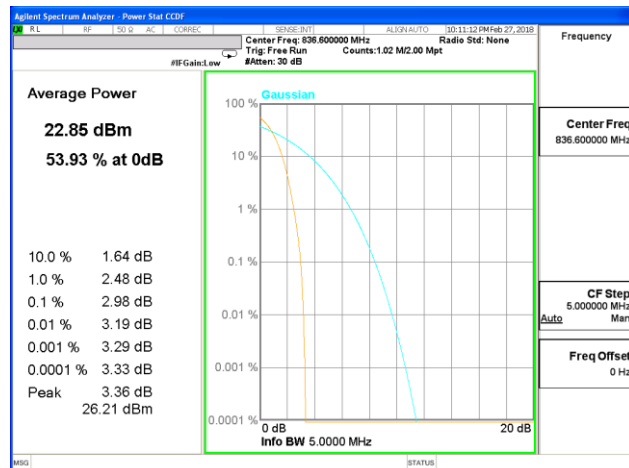 Agilent Spectrum Analyzer - Power Stat CCDF
RL RF 50 Ω AC CORREC SENSE:INT ALIGN AUTO 10:11:12 PM Feb 27, 2018
Center Freq: 836.600000 MHz Radio Std: None
Trig: Free Run Counts:1.02 M/2.00 Mpt
#IFGain:Low #Atten: 30 dB
Frequency
Average Power
22.85 dBm
53.93 % at 0dB
10.0 % 1.64 dB
1.0 % 2.48 dB
0.1 % 2.98 dB
0.01 % 3.19 dB
0.001 % 3.29 dB
0.0001 % 3.33 dB
Peak 3.36 dB
26.21 dBm
Gaussian
100 %
10 %
1 %
0.1 %
0.01 %
0.001 %
0.0001 %
0 dB 20 dB
Info BW 5.0000 MHz
Center Freq
836.600000 MHz
CF Step
5.000000 MHz
Auto Man
Freq Offset
0 Hz
MSG STATUS